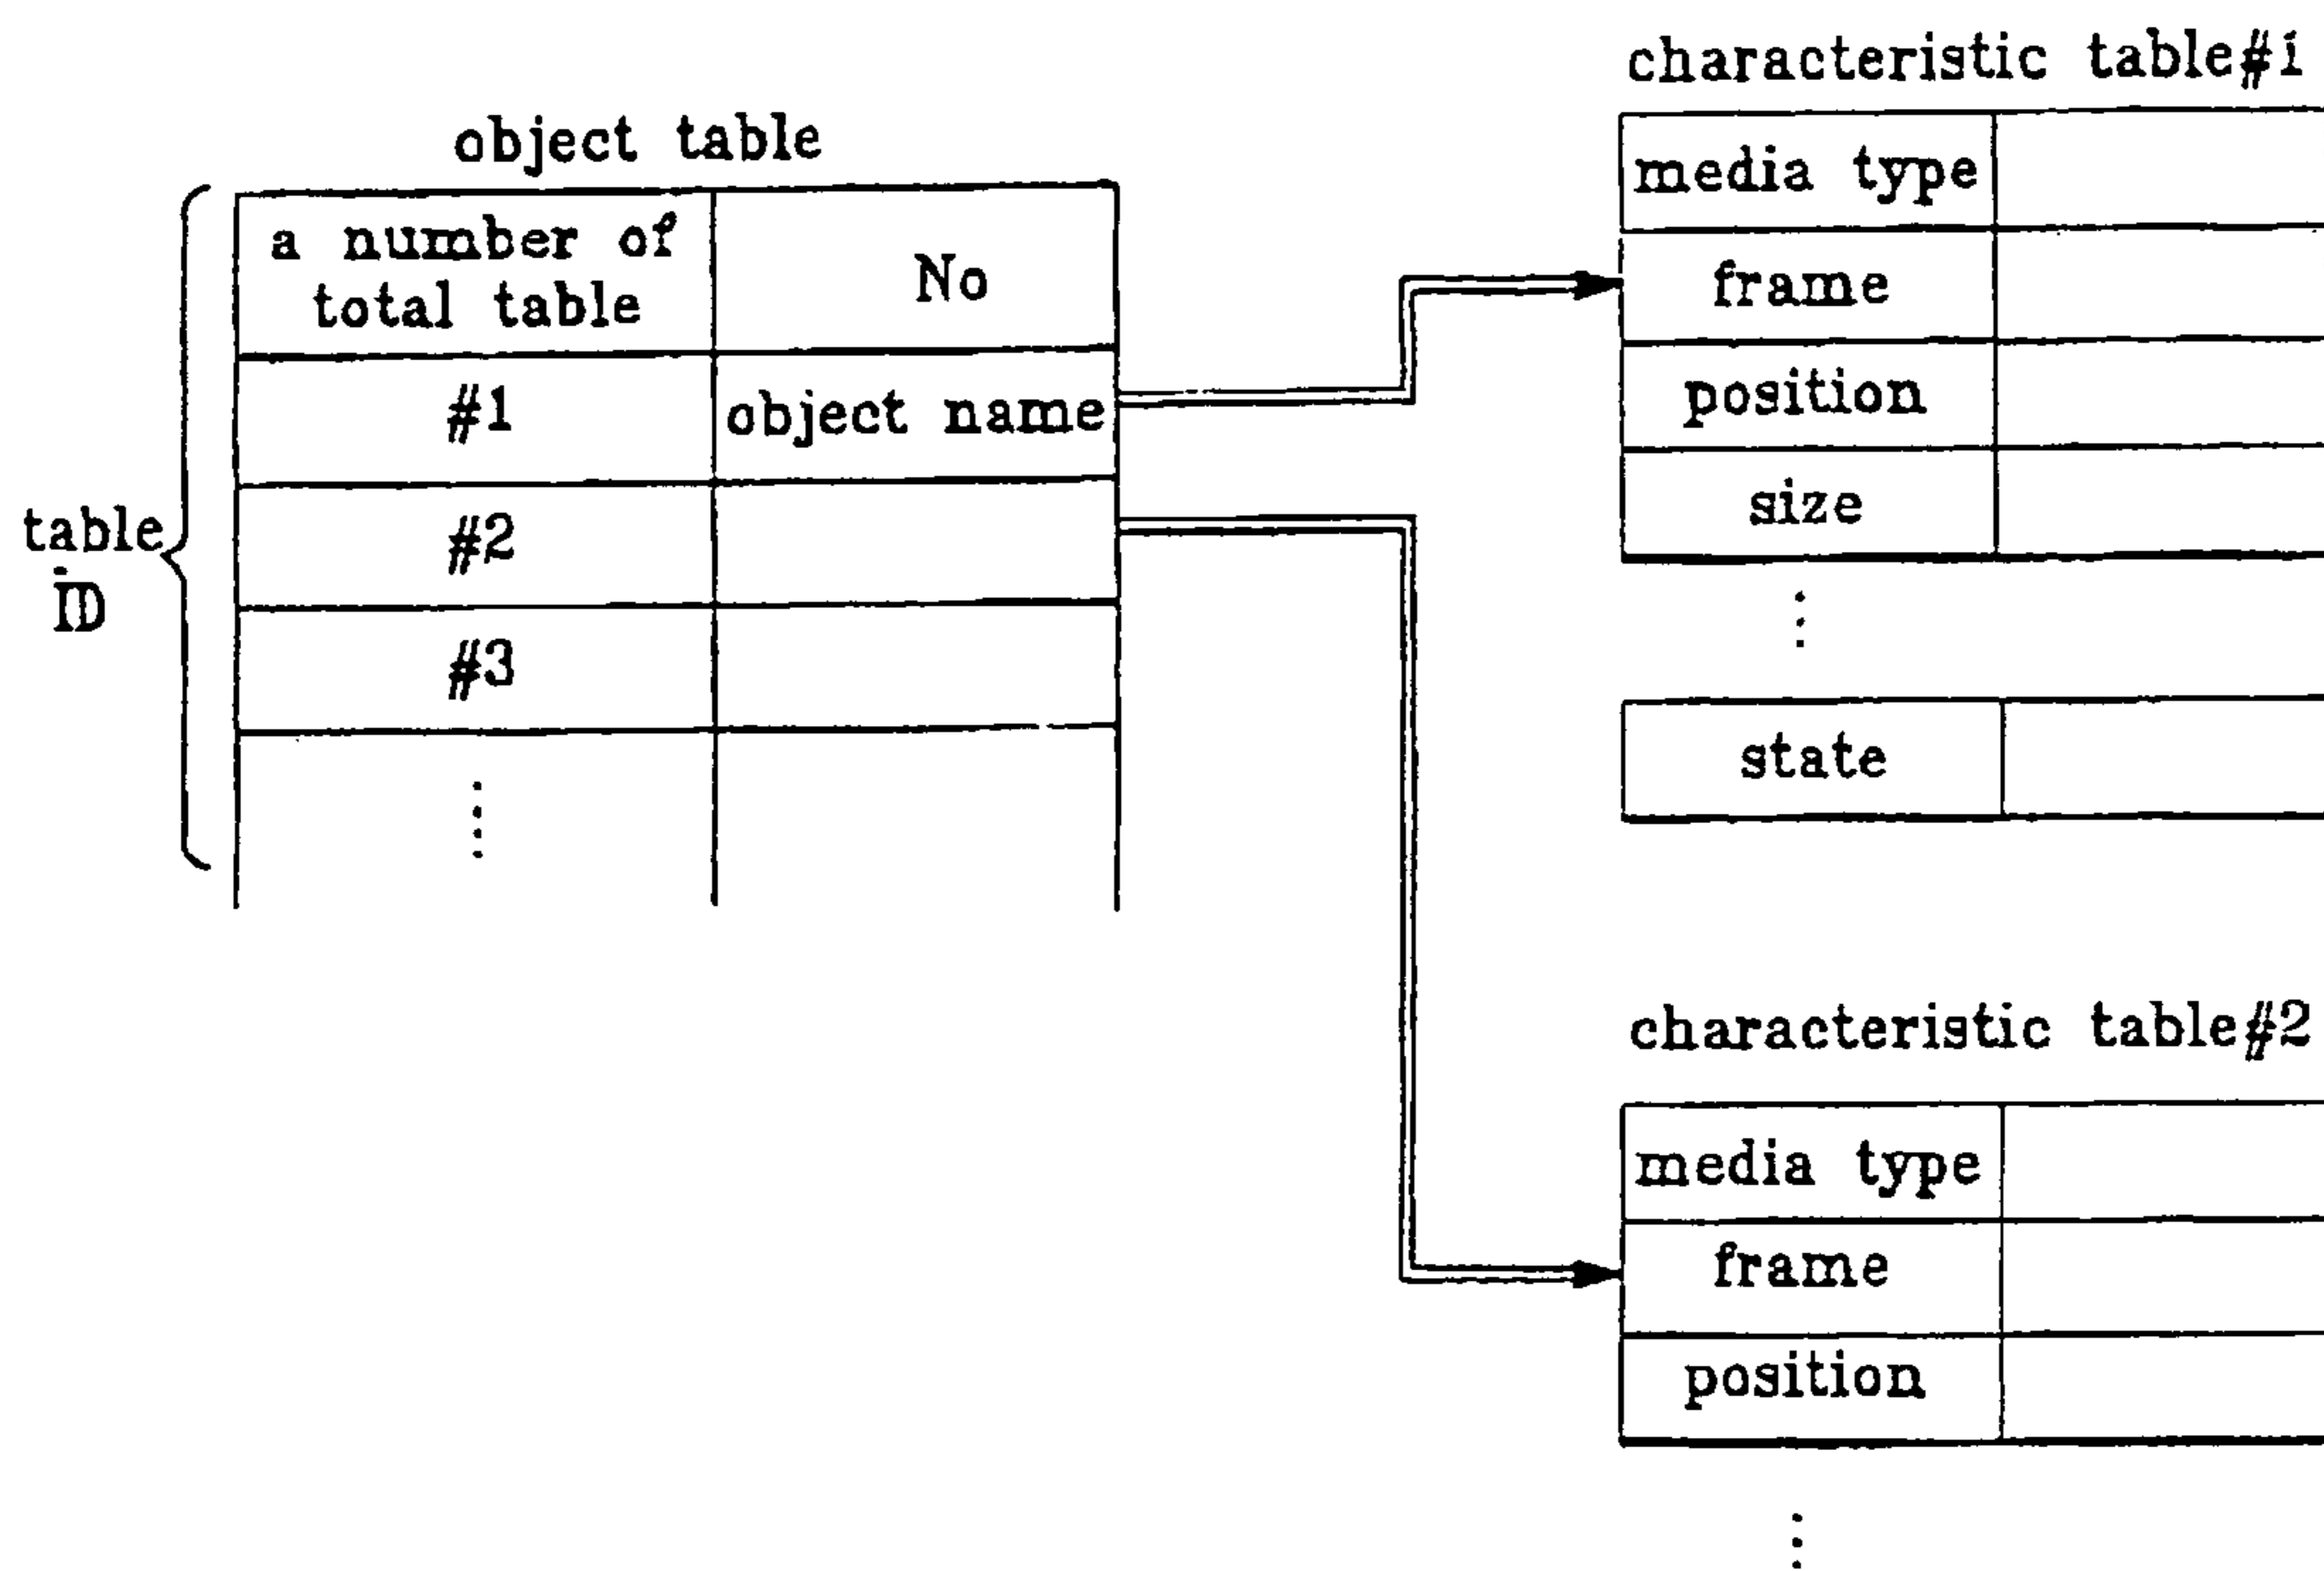 object table
a number of
total table
No
#1
object name
#2
#3
table
ID
characteristic table#1
media type
frame
position
size
state
characteristic table#2
media type
frame
position